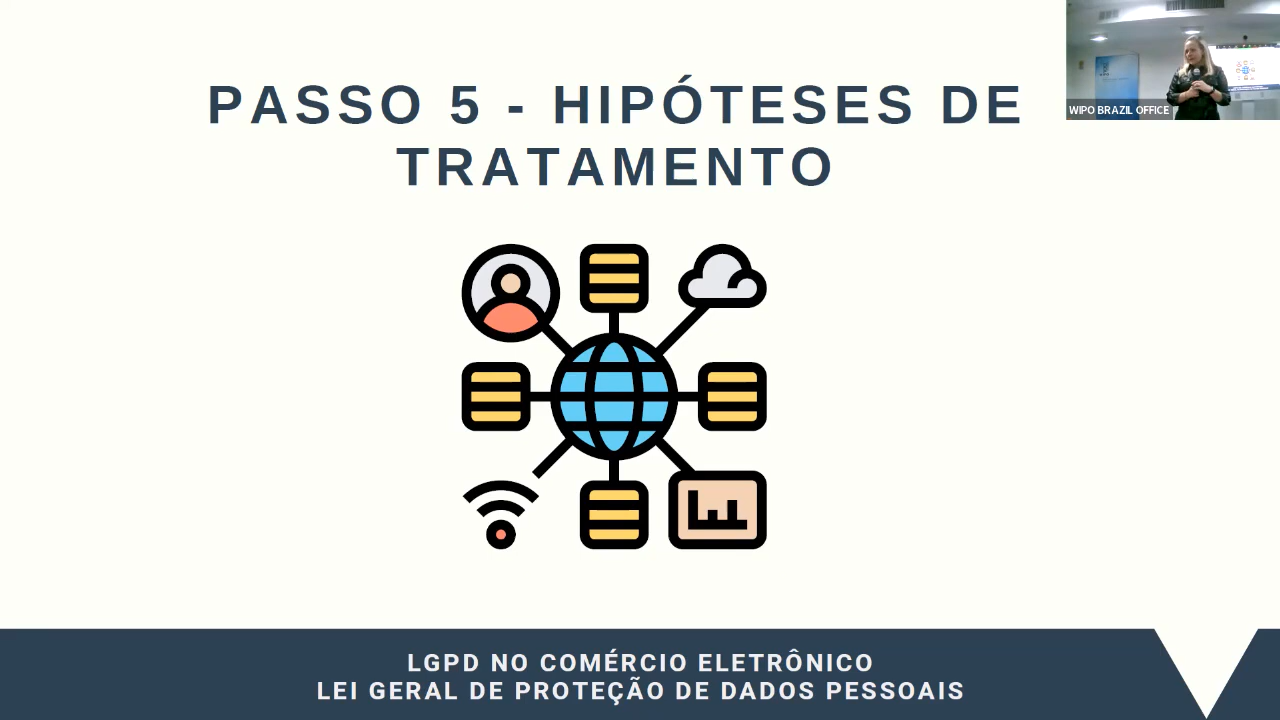 PASSO 5 - HIPÓTESES DE
TRATAMENTO
WIPO BRAZIL OFFICE
LGPD NO COMÉRCIO ELETRÔNICO
LEI GERAL DE PROTEÇÃO DE DADOS PESSOAIS